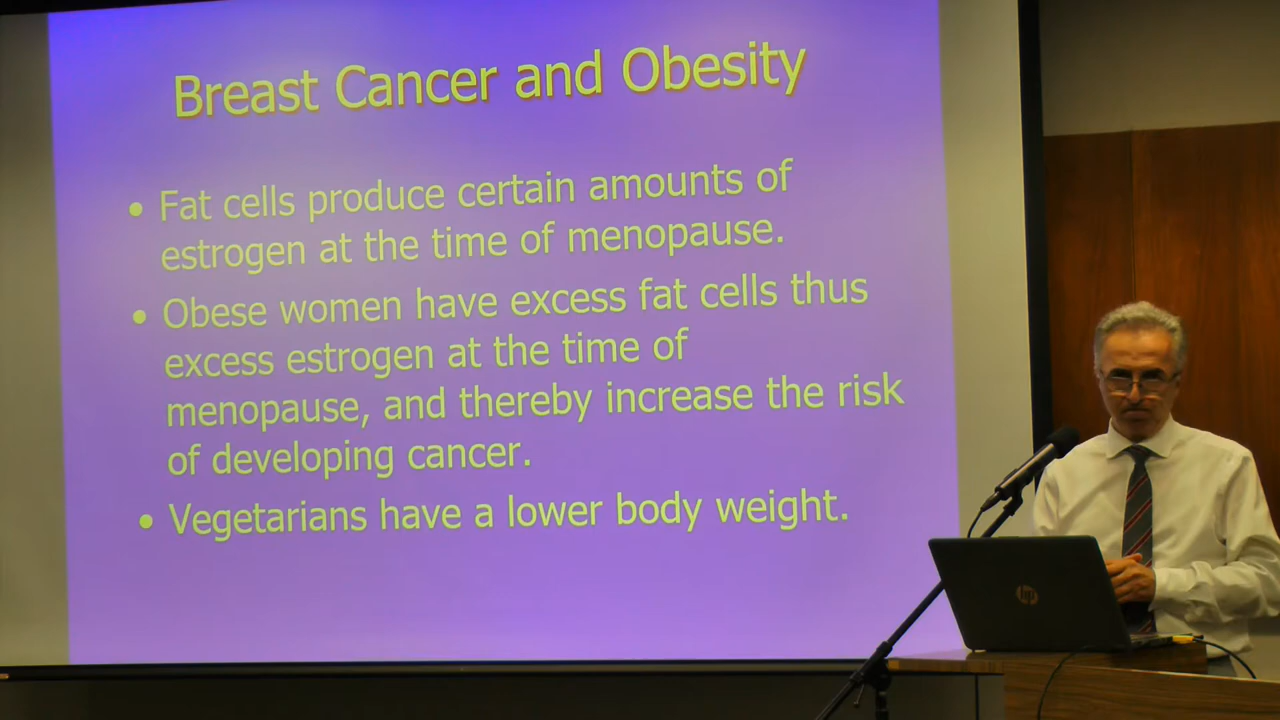 Breast Cancer and Obesity
• Fat cells produce certain amounts of
estrogen at the time of menopause.
• Obese women have excess fat cells thus
excess estrogen at the time of
menopause, and thereby increase the risk
of developing cancer.
• Vegetarians have a lower body weight.
hp